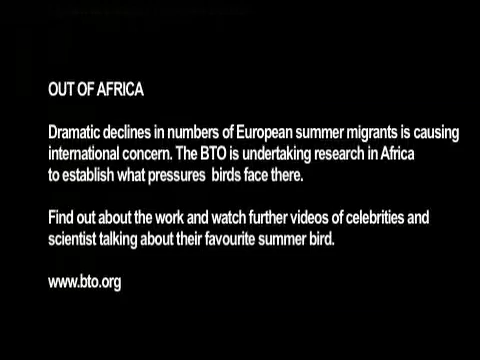 OUT OF AFRICA
Dramatic declines in numbers of European summer migrants is causing
international concern. The BTO is undertaking research in Africa
to establish what pressures birds face there.
Find out about the work and watch further videos of celebrities and
scientist talking about their favourite summer bird.
www.bto.org